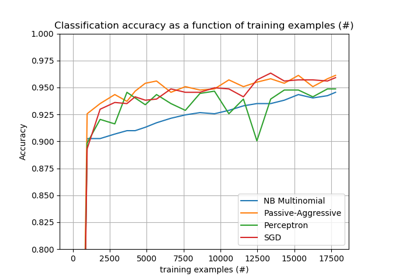 Classification accuracy as a function of training examples (#)
1.000
0.975
0.950
0.925
0.900
0.875
0.850
0.825
0.800
Accuracy
NB Multinomial
Passive-Aggressive
Perceptron
SGD
0 2500 5000 7500 10000 12500 15000 17500
training examples (#)